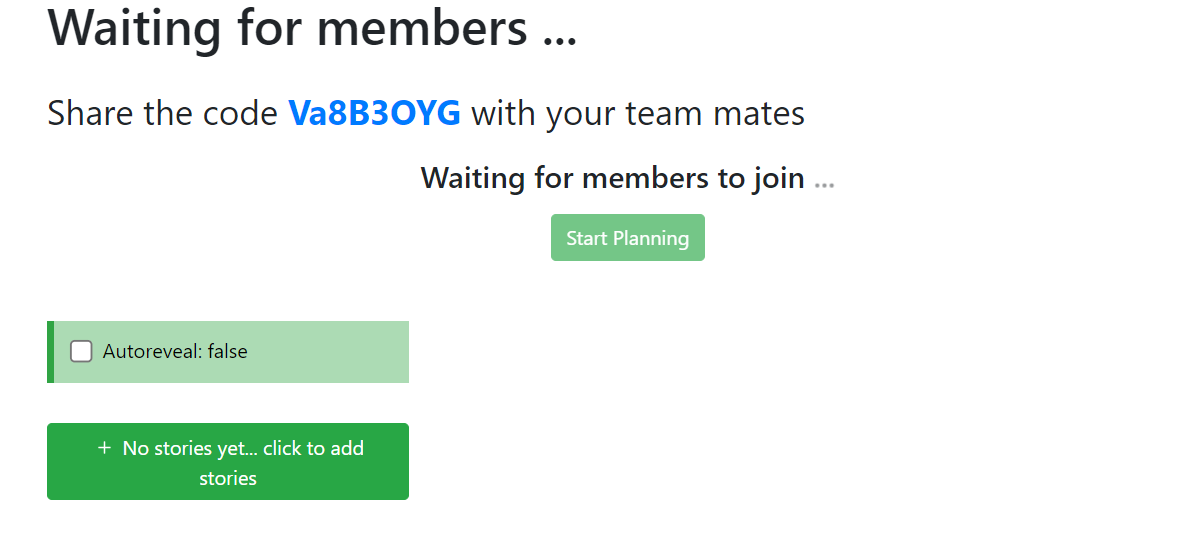 Waiting for members ...
Share the code Va8B3OYG with your team mates
Waiting for members to join ...
Start Planning
Autoreveal: false
+ No stories yet... click to add
stories